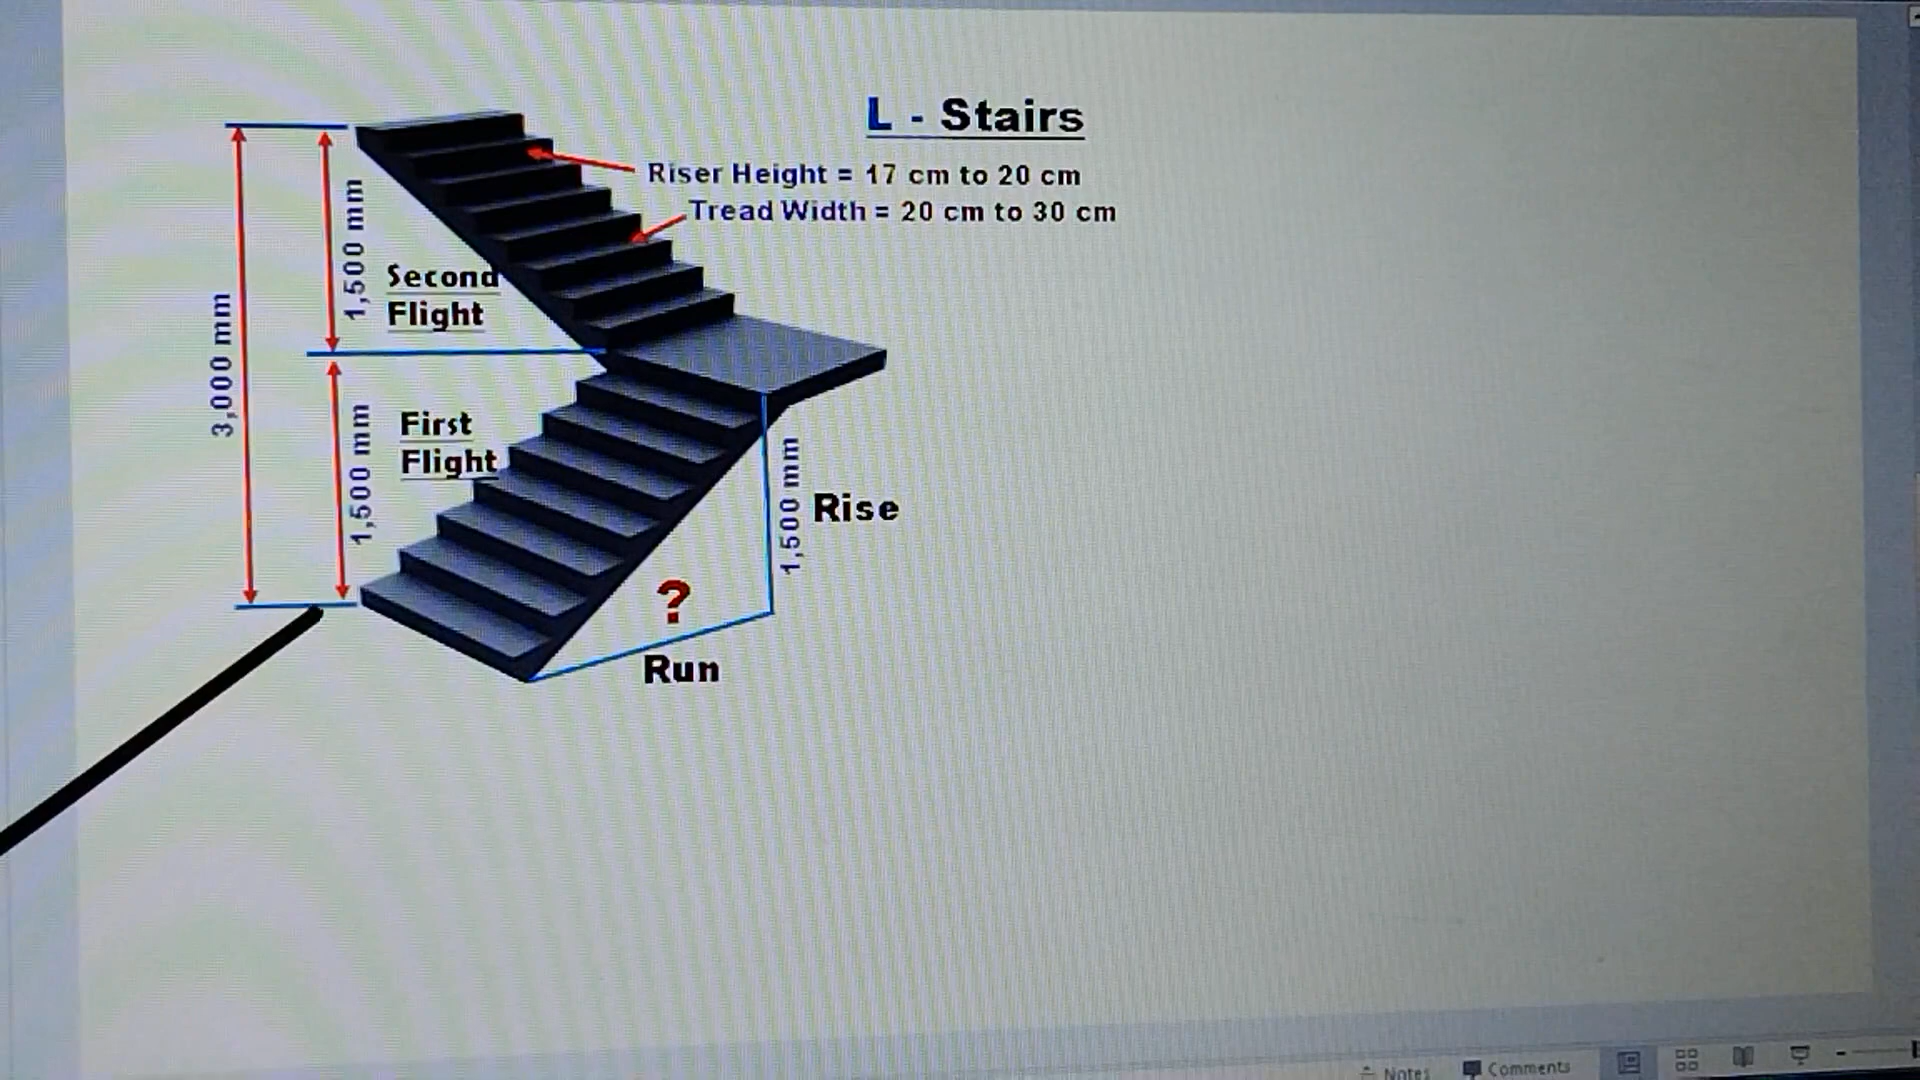 L - Stairs
Riser Height = 17 cm to 20 cm
Tread Width = 20 cm to 30 cm
1,500 mm
Second
Flight
3,000 mm
First
Flight
1,500 mm
1,500 mm
Rise
?
Run
Notes
Comments